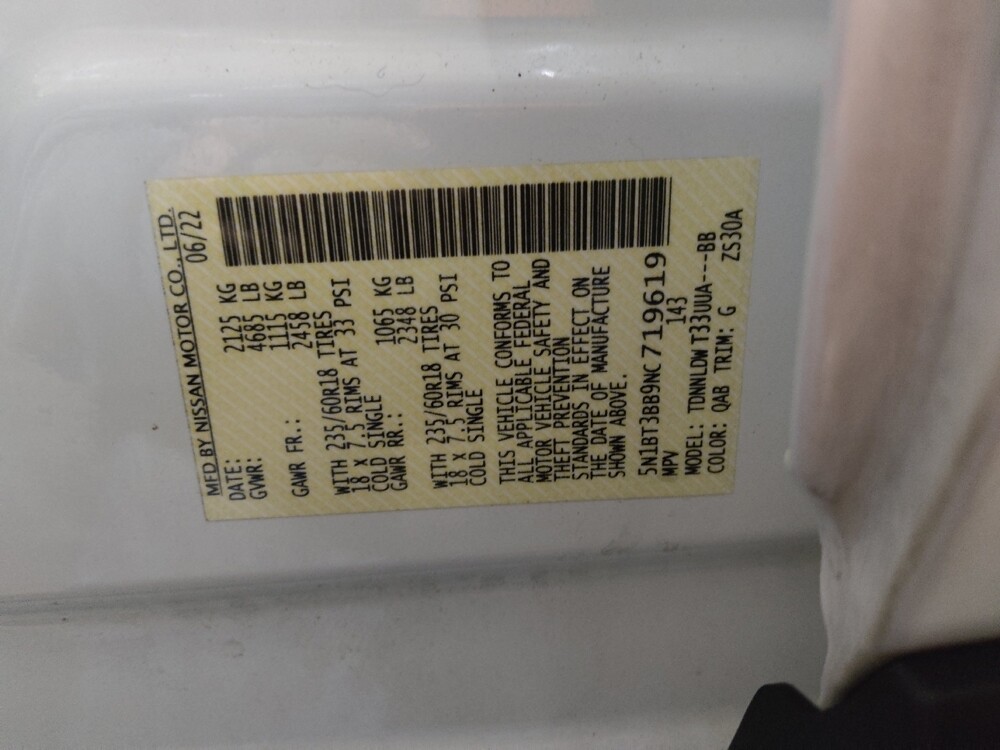 MFD BY NISSAN MOTOR CO., LTD.
DATE: 06/22
GVWR: 2125 KG
4685 LB
GAWR FR.: 1115 KG
2458 LB
WITH 235/60R18 TIRES
18 x 7.5 RIMS AT 33 PSI
COLD SINGLE
GAWR RR.: 1065 KG
2348 LB
WITH 235/60R18 TIRES
18 x 7.5 RIMS AT 30 PSI
COLD SINGLE
THIS VEHICLE CONFORMS TO
ALL APPLICABLE FEDERAL
MOTOR VEHICLE SAFETY AND
THEFT PREVENTION
STANDARDS IN EFFECT ON
THE DATE OF MANUFACTURE
SHOWN ABOVE.
5N1BT3BB9NC719619
MPV 143
MODEL: TDNNLDW T33UUA---BB
COLOR: QAB TRIM: G ZS30A